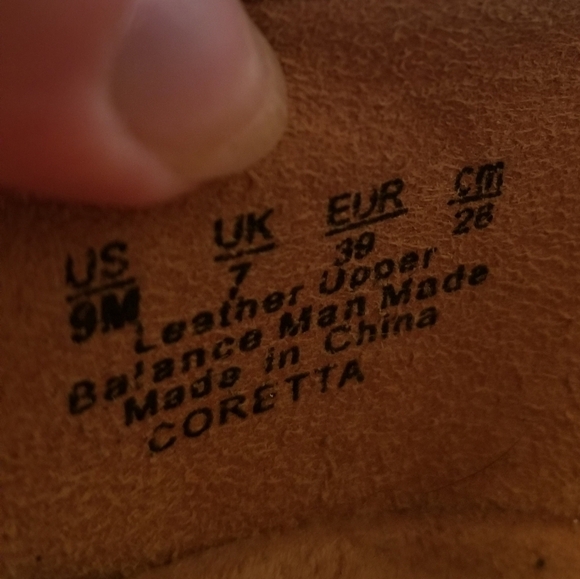 US UK EUR cm
9M 7 39 26
Leather Upper
Balance Man Made
Made in China
CORETTA